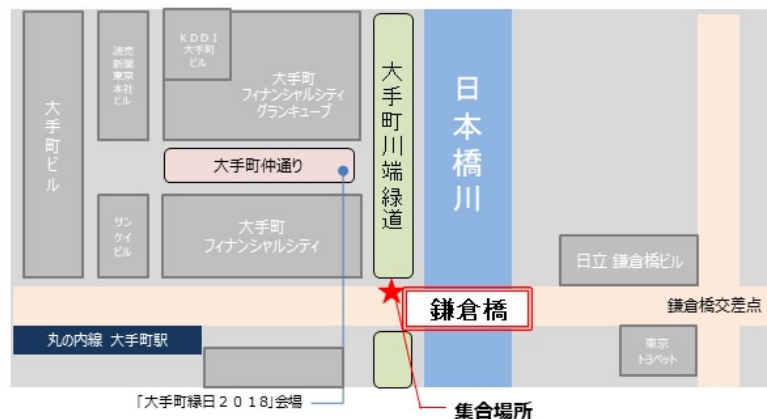 大手町ビル
読売
新聞
東京
本社
ビル
KDDI
大手町
ビル
大手町
フィナンシャルシティ
グランキューブ
大手町川端緑道
日本橋川
大手町仲通り
サン
ケイ
ビル
大手町
フィナンシャルシティ
日立 鎌倉橋ビル
鎌倉橋
鎌倉橋交差点
丸の内線 大手町駅
東京
トヨペット
「大手町縁日2018」会場
集合場所